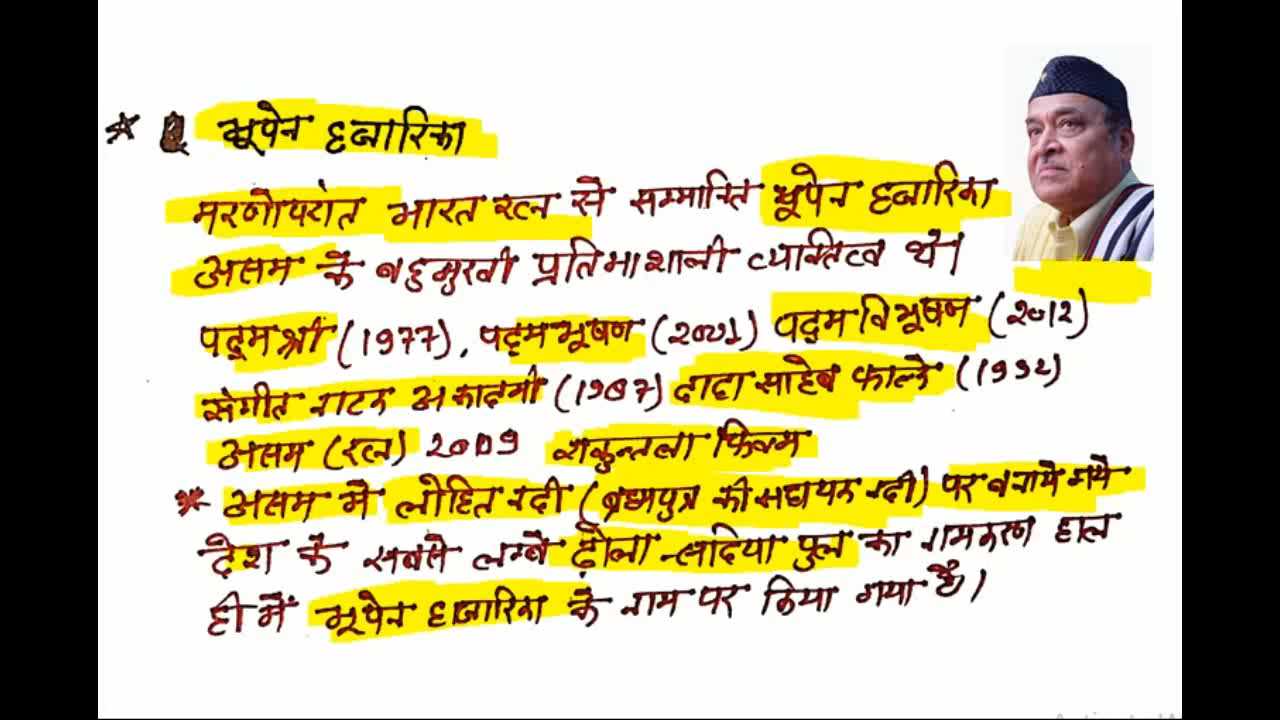 भूपेन हजारिका
मरणोपरांत भारत रत्न से सम्मानित भूपेन हजारिका
असम के बहुमुखी प्रतिभाशाली व्यक्तित्व थे।
पद्मश्री (1977), पद्मभूषण (2001) पद्म विभूषण (2012)
संगीत नाटक अकादमी (1987) दादा साहेब फाल्के (1992)
असम (रत्न) 2009 शकुन्तला फिल्म
* असम मे लोहित नदी (ब्रह्मपुत्र की सहायक नदी) पर बनाये गये
देश के सबसे लम्बे ढ़ोला-सादिया पुल का नामकरण हाल
ही में भूपेन हजारिका के नाम पर किया गया है।